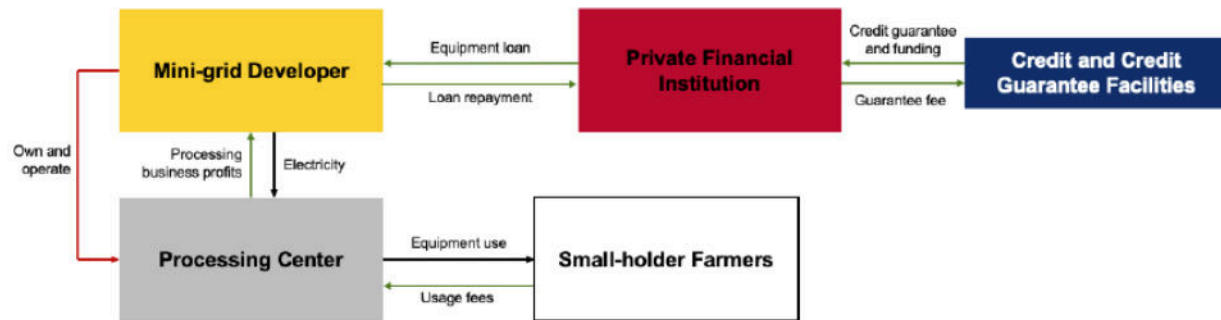 Mini-grid Developer
Equipment loan
Loan repayment
Private Financial
Institution
Credit guarantee
and funding
Guarantee fee
Credit and Credit
Guarantee Facilities
Own and
operate
Processing
business profits
Electricity
Processing Center
Equipment use
Usage fees
Small-holder Farmers